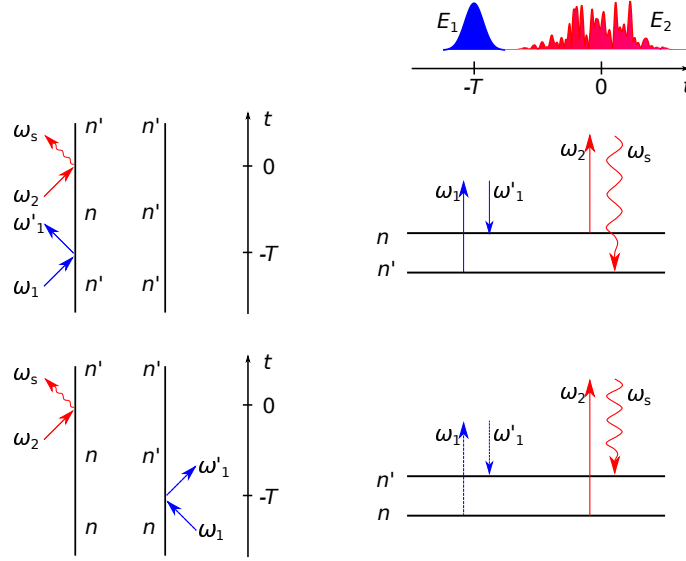 E₁ E₂
-T 0 t
ωₛ n' n' t
0
ω₂ n n'
ω'₁
-T
ω₁ n' n'
ω₂ ωₛ
ω₁ ω'₁
n
n'
ωₛ n' n' t
0
ω₂
n n' ω'₁
-T
n n ω₁
ω₂ ωₛ
ω₁ ω'₁
n'
n